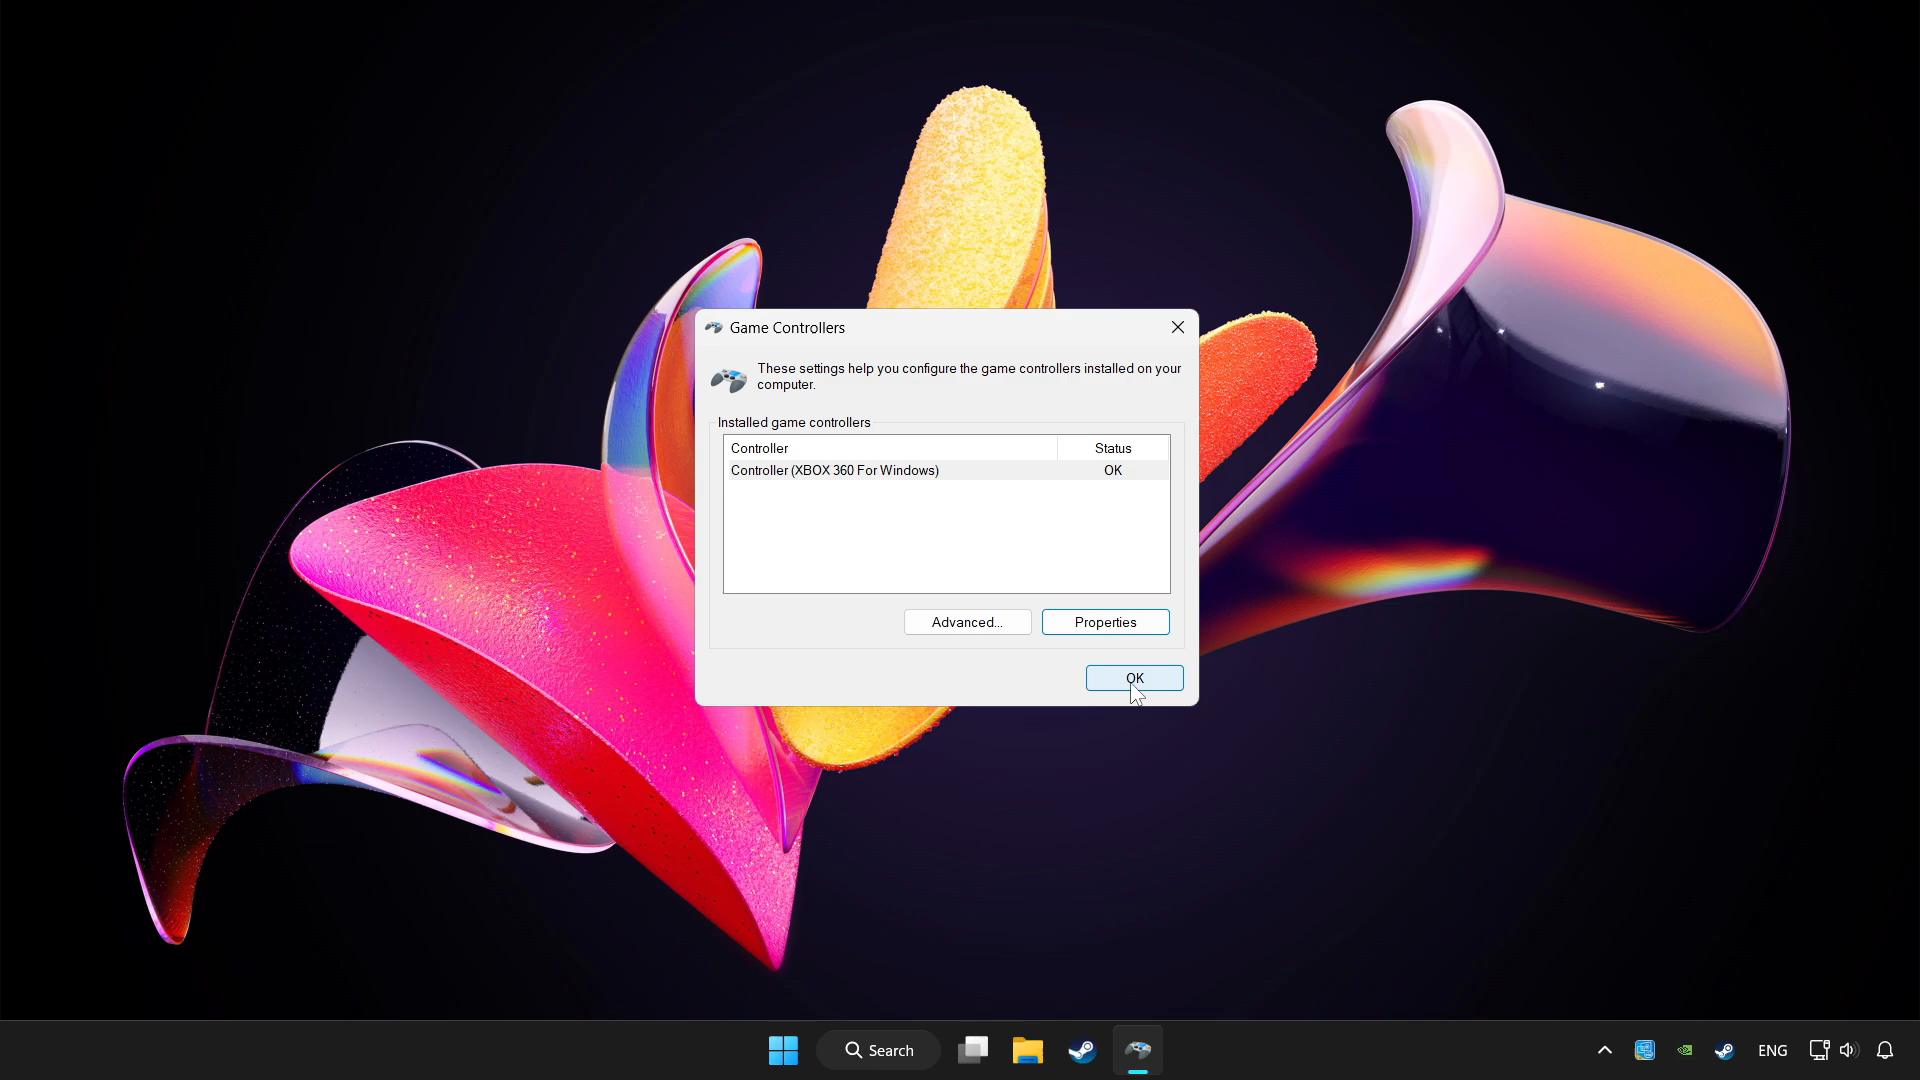 Game Controllers
These settings help you configure the game controllers installed on your
computer.
Installed game controllers
Controller Status
Controller (XBOX 360 For Windows) OK
Advanced... Properties
OK
Search ENG